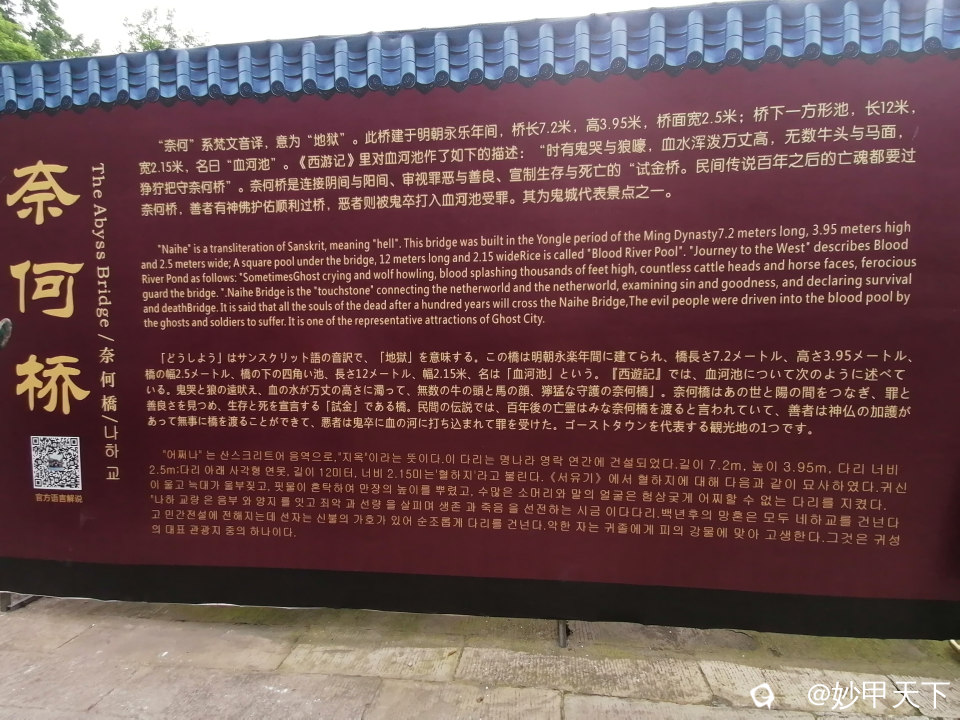 奈何桥
The Abyss Bridge / 奈何橋/나하교
官方语言解说
“奈何”系梵文音译，意为“地狱”。此桥建于明朝永乐年间，桥长7.2米，高3.95米，桥面宽2.5米；桥下一方形池，长12米，
宽2.15米，名曰“血河池”。《西游记》里对血河池作了如下的描述：“时有鬼哭与狼嚎，血水浑泼万丈高，无数牛头与马面，
狰狞把守奈何桥”。奈何桥是连接阴间与阳间、审视罪恶与善良、宣制生存与死亡的“试金桥。民间传说百年之后的亡魂都要过
奈何桥，善者有神佛护佑顺利过桥，恶者则被鬼卒打入血河池受罪。其为鬼城代表景点之一。
"Naihe" is a transliteration of Sanskrit, meaning "hell". This bridge was built in the Yongle period of the Ming Dynasty7.2 meters long, 3.95 meters high
and 2.5 meters wide; A square pool under the bridge, 12 meters long and 2.15 wideRice is called "Blood River Pool". "Journey to the West" describes Blood
River Pond as follows: "SometimesGhost crying and wolf howling, blood splashing thousands of feet high, countless cattle heads and horse faces, ferocious
guard the bridge. ".Naihe Bridge is the "touchstone" connecting the netherworld and the netherworld, examining sin and goodness, and declaring survival
and deathBridge. It is said that all the souls of the dead after a hundred years will cross the Naihe Bridge,The evil people were driven into the blood pool by
the ghosts and soldiers to suffer. It is one of the representative attractions of Ghost City.
「どうしよう」はサンスクリット語の音訳で、「地獄」を意味する。この橋は明朝永楽年間に建てられ、橋長さ7.2メートル、高さ3.95メートル、
橋の幅2.5メートル、橋の下の四角い池、長さ12メートル、幅2.15米、名は「血河池」という。『西遊記』では、血河池について次のように述べて
いる。鬼哭と狼の遠吠え、血の水が万丈の高さに濁って、無数の牛の頭と馬の顔、獰猛な守護の奈何橋」。奈何橋はあの世と陽の間をつなぎ、罪と
善良さを見つめ、生存と死を宣言する「試金」である橋。民間の伝説では、百年後の亡霊はみな奈何橋を渡ると言われていて、善者は神仏の加護が
あって無事に橋を渡ることができて、悪者は鬼卒に血の河に打ち込まれて罪を受けた。ゴーストタウンを代表する観光地の1つです。
"어쩌나" 는 산스크리트어 음역으로,"지옥"이라는 뜻이다.이 다리는 명나라 영락 연간에 건설되었다.길이 7.2m, 높이 3.95m, 다리 너비
2.5m;다리 아래 사각형 연못, 길이 12미터, 너비 2.15미는'혈하지'라고 불린다.《서유기》에서 혈하지에 대해 다음과 같이 묘사하였다.귀신
이 울고 늑대가 울부짖고, 핏물이 혼탁하여 만장의 높이를 뿌렸고, 수많은 소머리와 말의 얼굴은 험상궂게 어찌할 수 없는 다리를 지켰다.
"나하 교량 은 음부 와 양지 를 잇고 죄악 과 선량 을 살피며 생존 과 죽음 을 선전하는 시금 이다다리.백년후의 망혼은 모두 네하교를 건넌다
고 민간전설에 전해지는데 선자는 신불의 가호가 있어 순조롭게 다리를 건넌다.악한 자는 귀졸에게 피의 강물에 맞아 고생한다.그것은 귀성
의 대표 관광지 중의 하나이다.
@妙甲天下